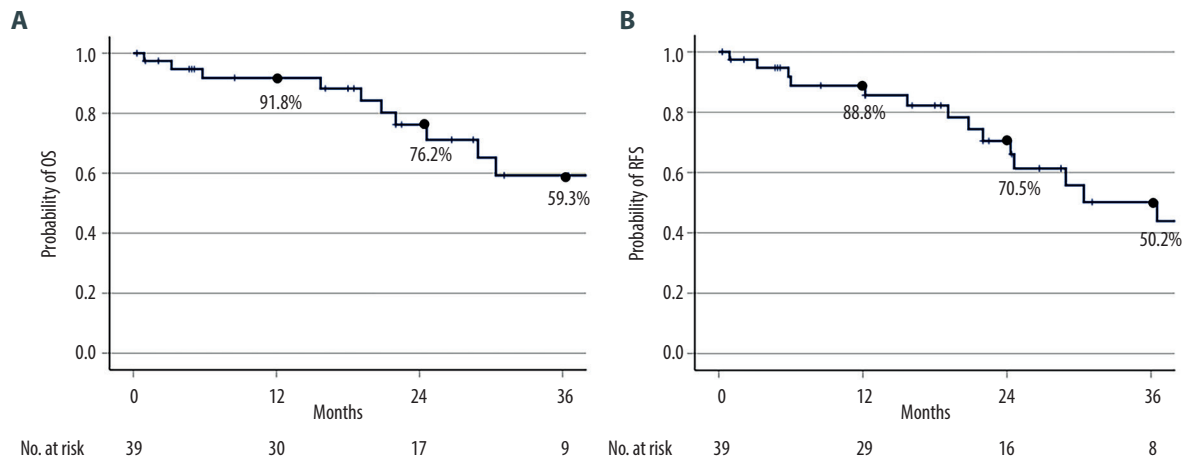 A
Probability of OS
1.0
0.8
0.6
0.4
0.2
0.0
91.8%
76.2%
59.3%
0 12 24 36
Months
No. at risk 39 30 17 9
B
Probability of RFS
1.0
0.8
0.6
0.4
0.2
0.0
88.8%
70.5%
50.2%
0 12 24 36
Months
No. at risk 39 29 16 8